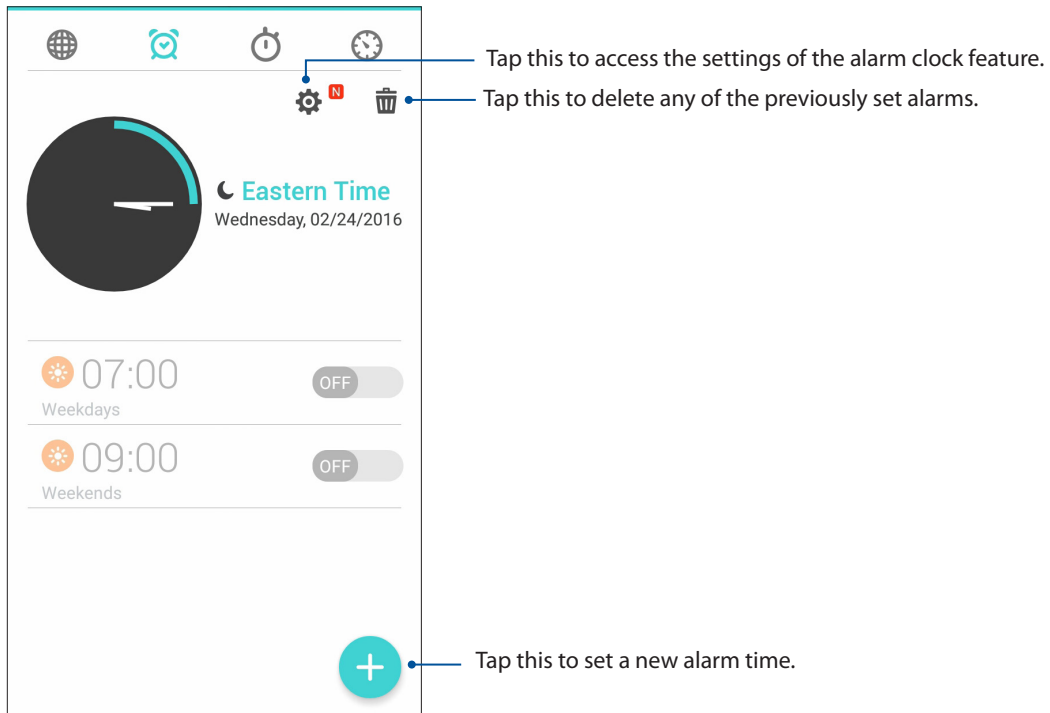 Tap this to access the settings of the alarm clock feature.
N
Tap this to delete any of the previously set alarms.
Eastern Time
Wednesday, 02/24/2016
07:00
OFF
Weekdays
09:00
OFF
Weekends
Tap this to set a new alarm time.